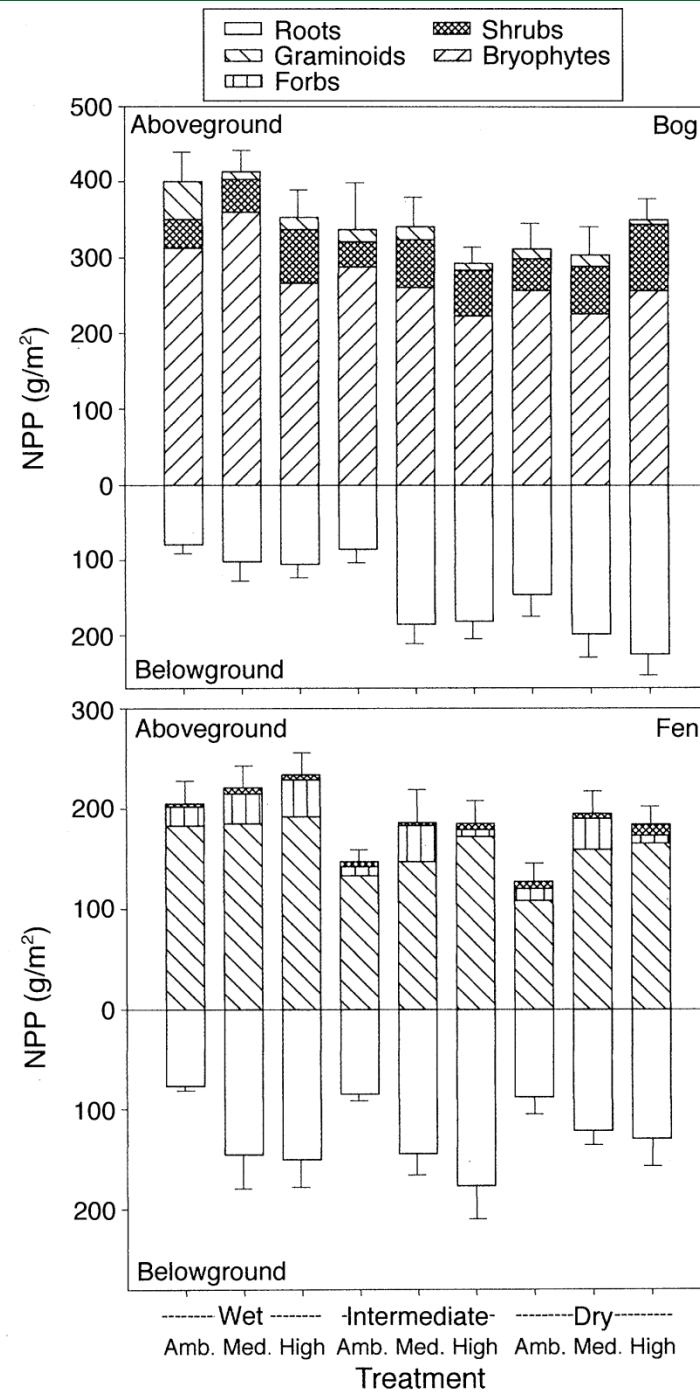 Roots Shrubs
Graminoids Bryophytes
Forbs
500
Aboveground Bog
400
300
200
100
0
100
200
Belowground
NPP (g/m²)
300
Aboveground Fen
200
100
0
100
200
Belowground
NPP (g/m²)
Wet Intermediate Dry
Amb. Med. High Amb. Med. High Amb. Med. High
Treatment